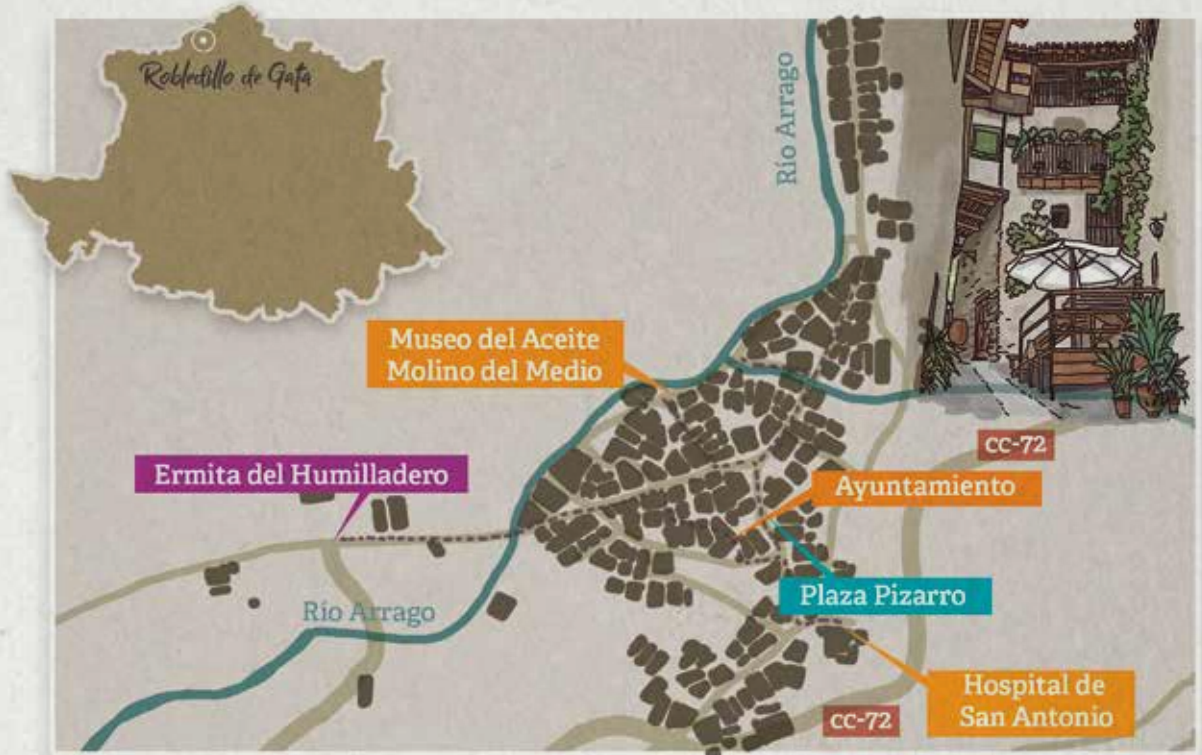 Robledillo de Gata
Río Arrago
Museo del Aceite
Molino del Medio
CC-72
Ermita del Humilladero
Ayuntamiento
Plaza Pizarro
Río Arrago
Hospital de
San Antonio
CC-72